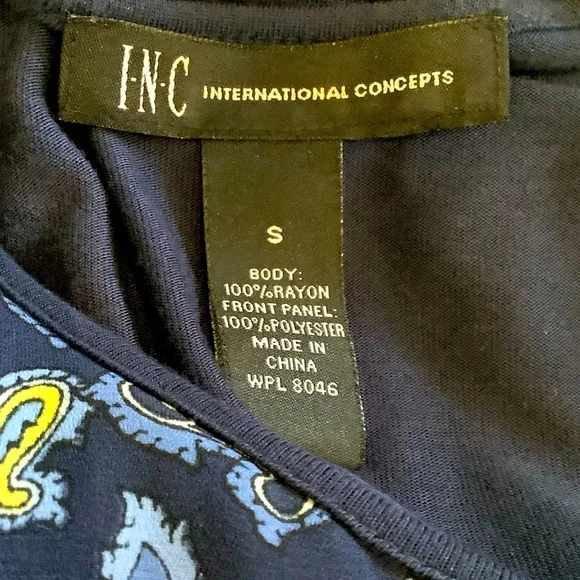 I·N·C INTERNATIONAL CONCEPTS
S
BODY:
100%RAYON
FRONT PANEL:
100%POLYESTER
MADE IN
CHINA
WPL 8046